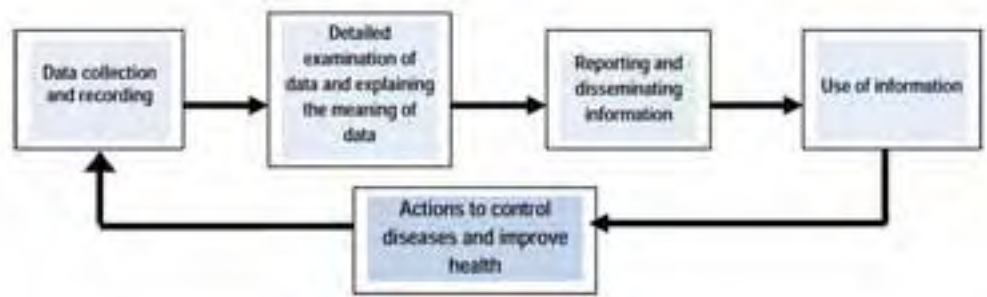 Data collection
and recording
Detailed
examination of
data and explaining
the meaning of
data
Reporting and
disseminating
information
Use of information
Actions to control
diseases and improve
health